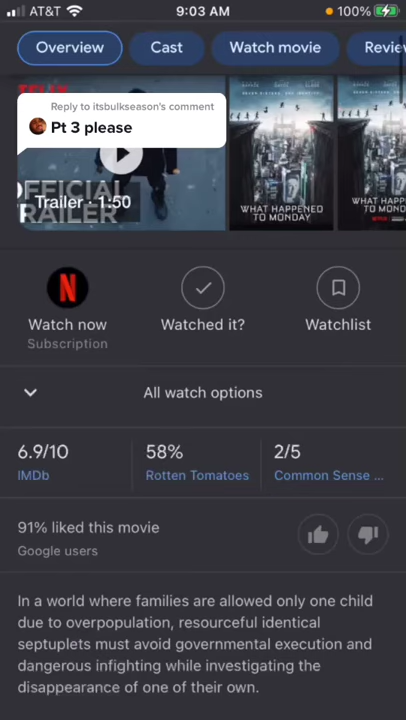 AT&T
9:03 AM
100%
Overview
Cast
Watch movie
Review
Reply to itsbulkseason's comment
Pt 3 please
OFFICIAL
TRAILER
Trailer · 1:50
WHAT HAPPENED
TO MONDAY
WHAT HAPPENED
TO MONDAY
N
Watch now
Subscription
Watched it?
Watchlist
All watch options
6.9/10
IMDb
58%
Rotten Tomatoes
2/5
Common Sense ...
91% liked this movie
Google users
In a world where families are allowed only one child
due to overpopulation, resourceful identical
septuplets must avoid governmental execution and
dangerous infighting while investigating the
disappearance of one of their own.